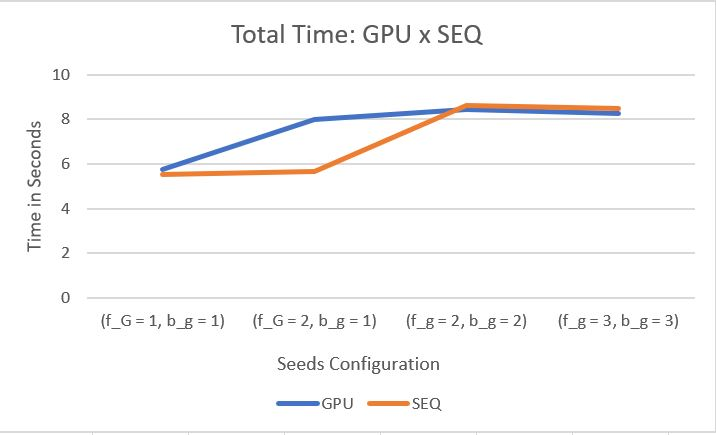 Total Time: GPU x SEQ
10
8
6
4
2
0
Time in Seconds
(f_G = 1, b_g = 1) (f_G = 2, b_g = 1) (f_g = 2, b_g = 2) (f_g = 3, b_g = 3)
Seeds Configuration
GPU SEQ